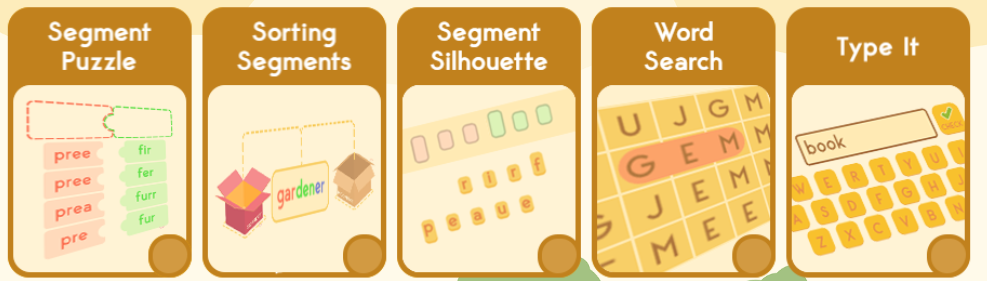 Segment
Puzzle
pree
pree
prea
pre
fir
fer
furr
fur
Sorting
Segments
gardener
Segment
Silhouette
r l r f
p e a u e
Word
Search
U J G M
G E M M
G J E M
M E E
Type It
book
CHECK
W E R T Y U I
A S D F G H J
Z X C V B N